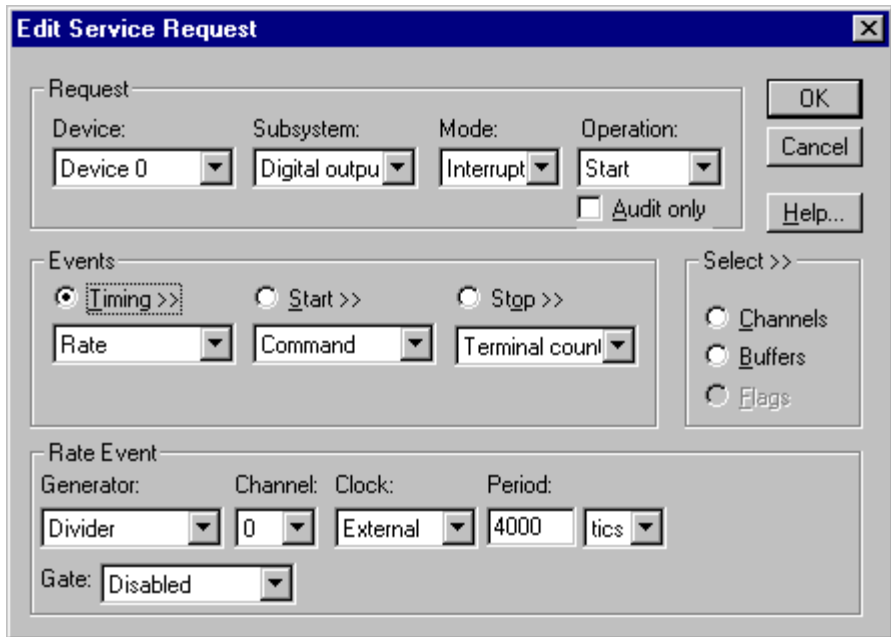 Edit Service Request
Request
OK
Device: Subsystem: Mode: Operation:
Cancel
Device 0 Digital outpu Interrupt Start
Audit only
Help...
Events
Select >>
Timing >> Start >> Stop >>
Channels
Rate Command Terminal count
Buffers
Flags
Rate Event
Generator: Channel: Clock: Period:
Divider 0 External 4000 tics
Gate: Disabled